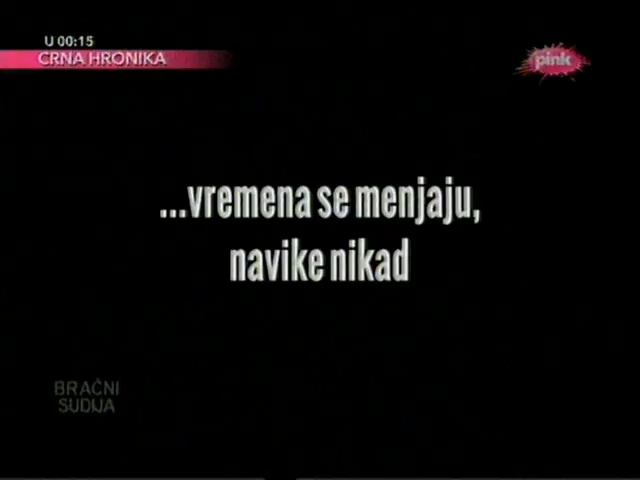 U 00:15
CRNA HRONIKA
pink
...vremena se menjaju,
navike nikad
BRAČNI
SUDIJA